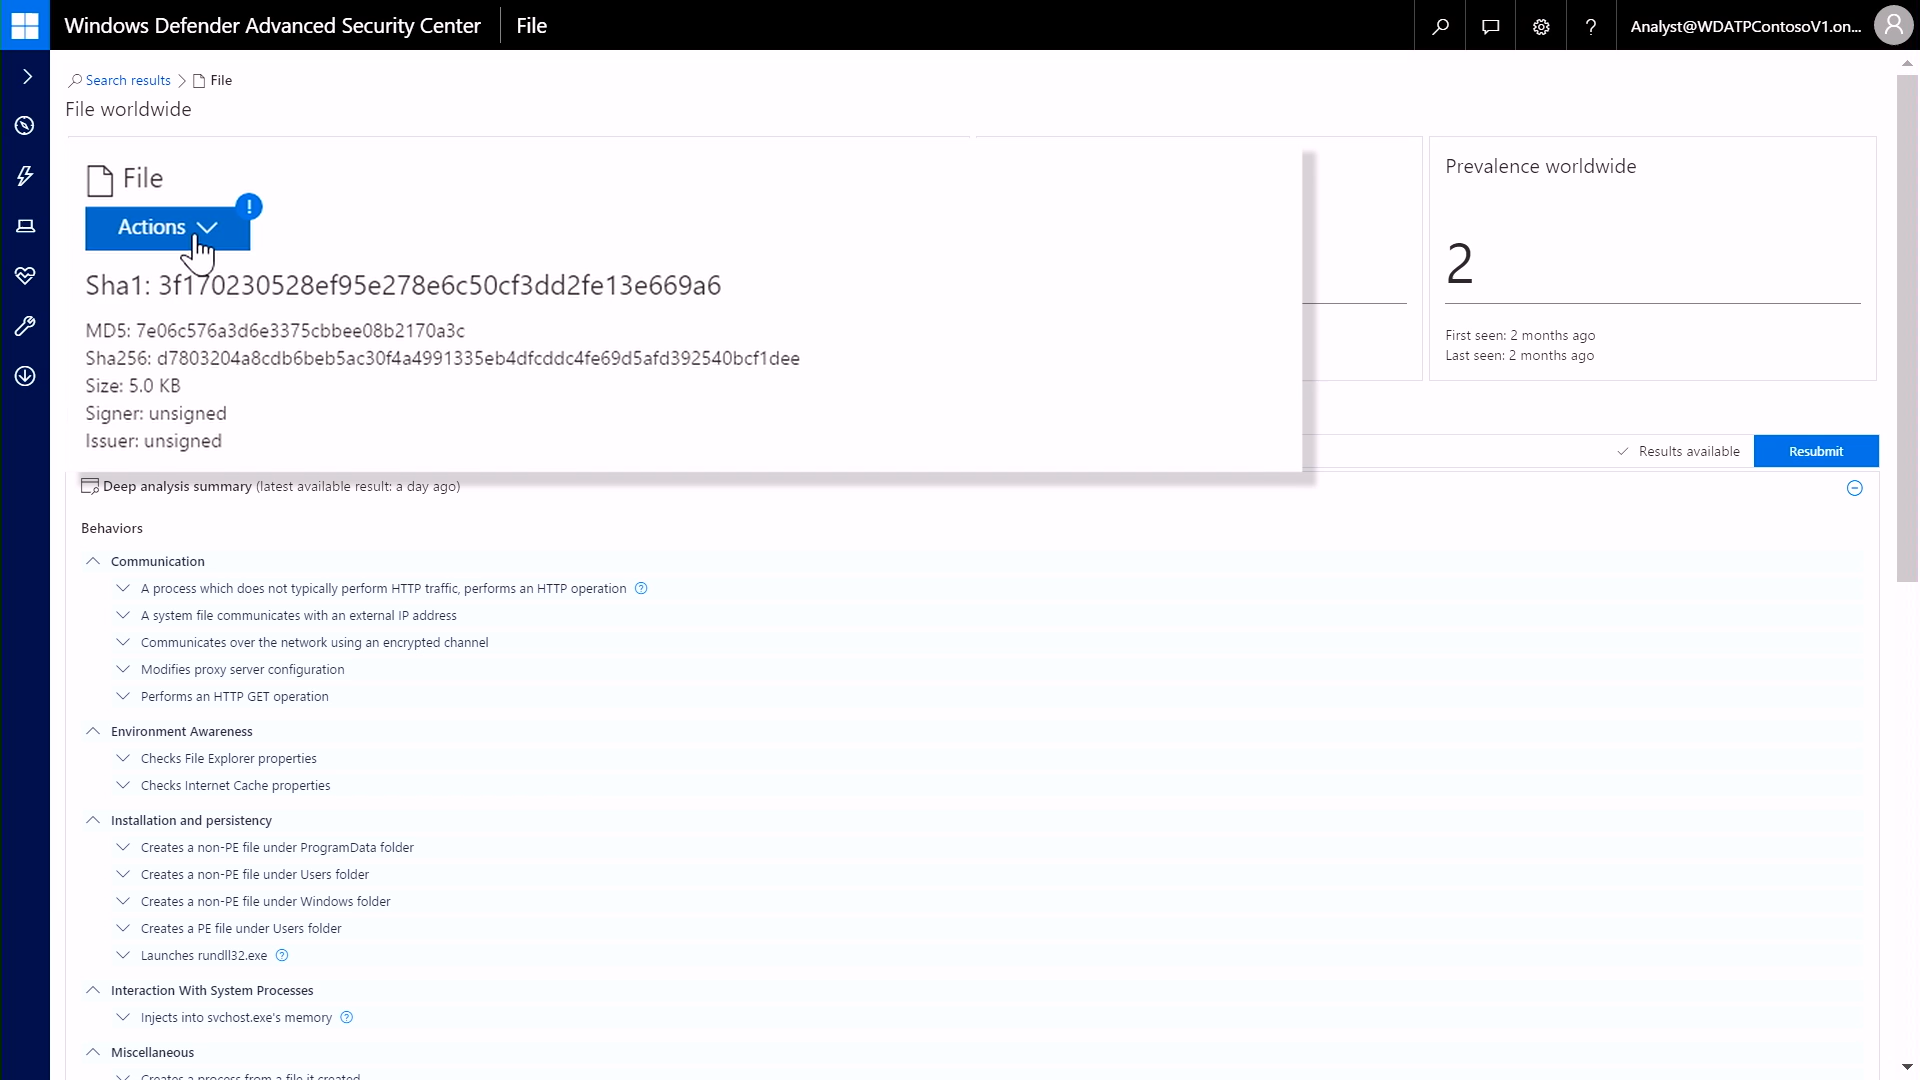 Windows Defender Advanced Security Center
File
?
Analyst@WDATPContosoV1.on...
Search results
File
File worldwide
File
!
Actions
Sha1: 3f170230528ef95e278e6c50cf3dd2fe13e669a6
MD5: 7e06c576a3d6e3375cbbee08b2170a3c
Sha256: d7803204a8cdb6beb5ac30f4a4991335eb4dfcddc4fe69d5afd392540bcf1dee
Size: 5.0 KB
Signer: unsigned
Issuer: unsigned
Prevalence worldwide
2
First seen: 2 months ago
Last seen: 2 months ago
Results available
Resubmit
Deep analysis summary (latest available result: a day ago)
Behaviors
Communication
A process which does not typically perform HTTP traffic, performs an HTTP operation ?
A system file communicates with an external IP address
Communicates over the network using an encrypted channel
Modifies proxy server configuration
Performs an HTTP GET operation
Environment Awareness
Checks File Explorer properties
Checks Internet Cache properties
Installation and persistency
Creates a non-PE file under ProgramData folder
Creates a non-PE file under Users folder
Creates a non-PE file under Windows folder
Creates a PE file under Users folder
Launches rundll32.exe ?
Interaction With System Processes
Injects into svchost.exe's memory ?
Miscellaneous
Creates a process from a file it created